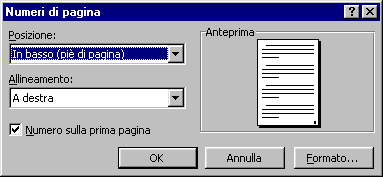 Numeri di pagina
Posizione:
In basso (piè di pagina)
Allineamento:
A destra
Numero sulla prima pagina
Anteprima
OK
Annulla
Formato...